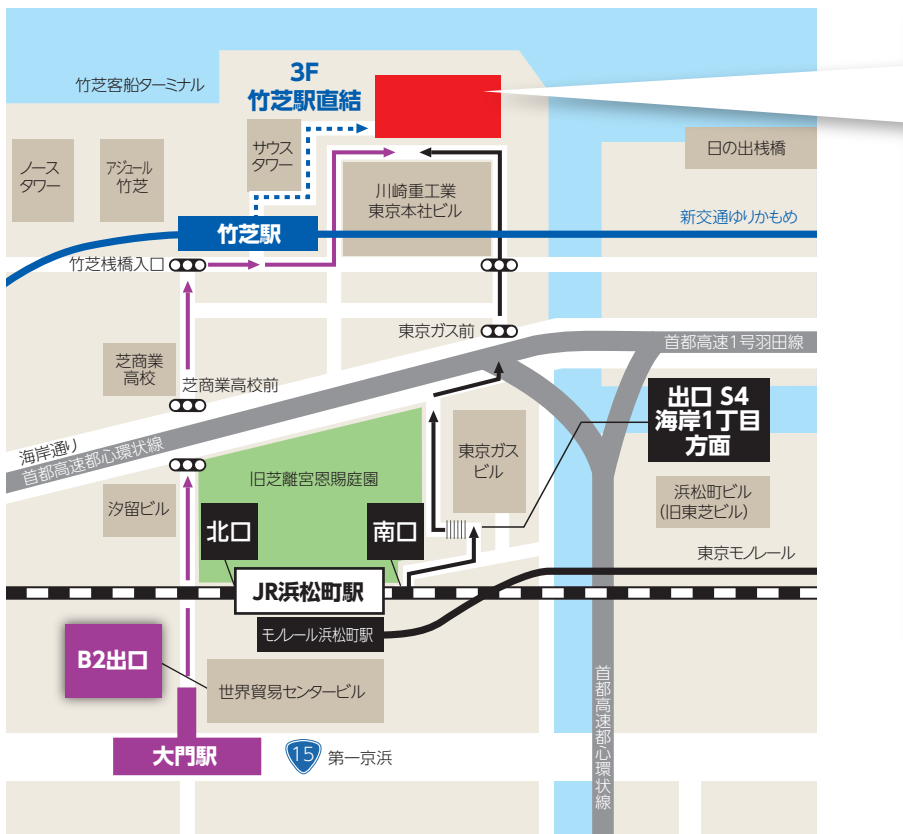 竹芝客船ターミナル
3F
竹芝駅直結
サウス
タワー
ノース
タワー
アジュール
竹芝
川崎重工業
東京本社ビル
日の出桟橋
竹芝駅
新交通ゆりかもめ
竹芝桟橋入口
東京ガス前
首都高速1号羽田線
芝商業
高校
芝商業高校前
出口 S4
海岸1丁目
方面
海岸通り
首都高速都心環状線
旧芝離宮恩賜庭園
東京ガス
ビル
汐留ビル
北口
南口
浜松町ビル
(旧東芝ビル)
東京モノレール
JR浜松町駅
モノレール浜松町駅
B2出口
世界貿易センタービル
首都高速都心環状線
大門駅
15
第一京浜